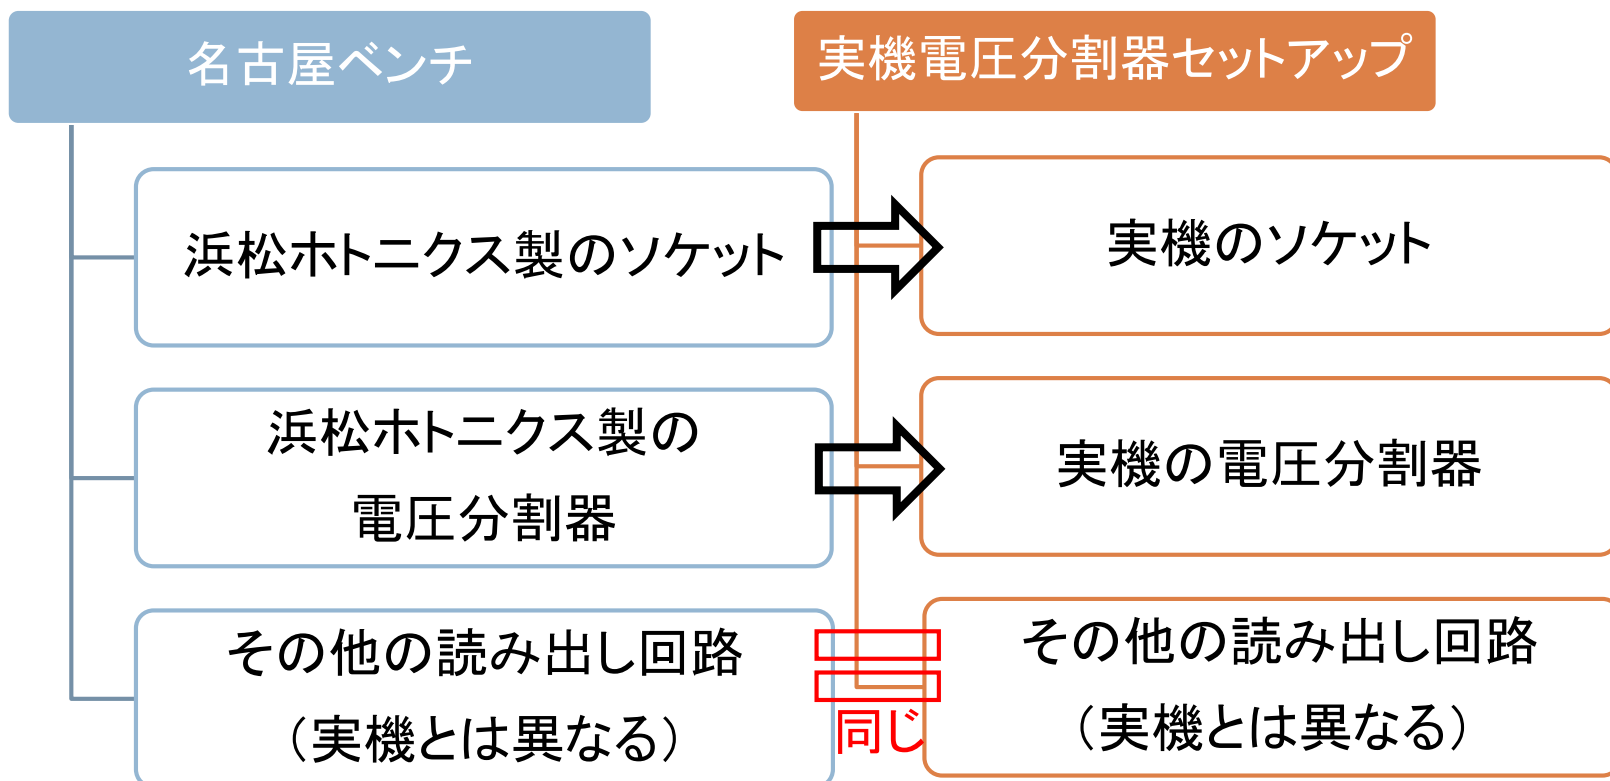 名古屋ベンチ
浜松ホトニクス製のソケット
浜松ホトニクス製の
電圧分割器
その他の読み出し回路
（実機とは異なる）
実機電圧分割器セットアップ
実機のソケット
実機の電圧分割器
その他の読み出し回路
（実機とは異なる）
同じ